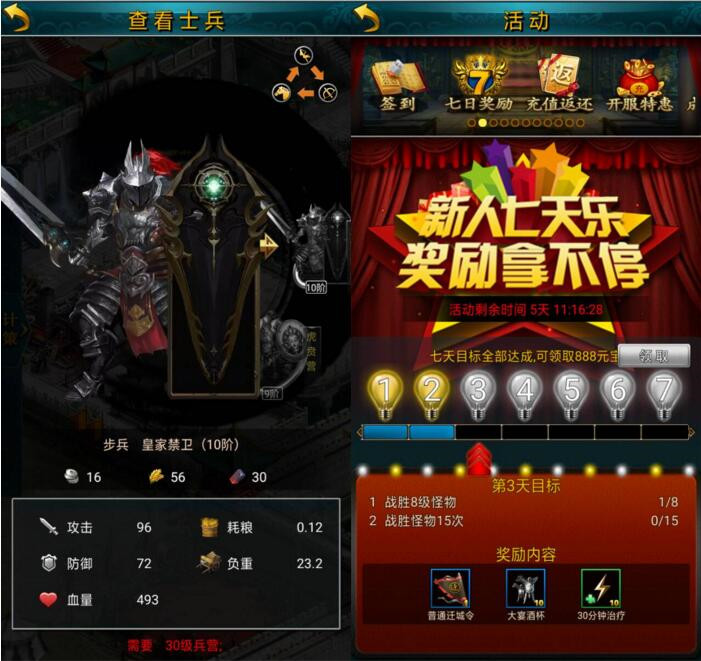 查看士兵
10阶
虎贲营
19阶
步兵 皇家禁卫（10阶）
16 56 30
攻击 96 耗粮 0.12
防御 72 负重 23.2
血量 493
需要 30级兵营;
活动
签到 七日奖励 充值返还 开服特惠
新人七天乐
奖励拿不停
活动剩余时间 5天 11:16:28
七天目标全部达成,可领取888元宝
领取
1 2 3 4 5 6 7
第3天目标
1 战胜8级怪物 1/8
2 战胜怪物15次 0/15
奖励内容
1 10 10
普通迁城令 大宴酒杯 30分钟治疗